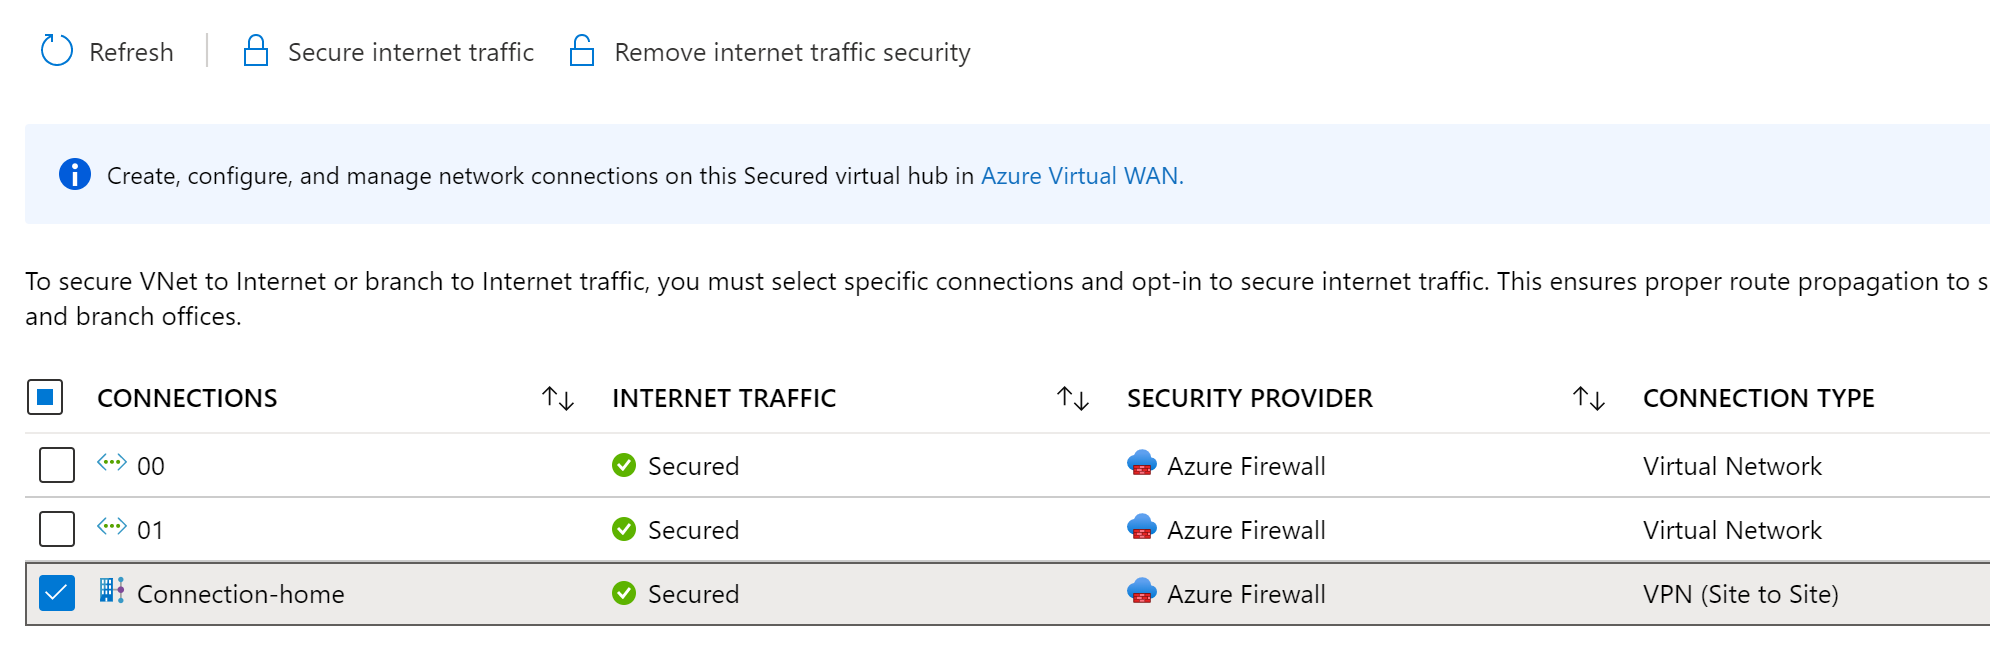 Refresh Secure internet traffic Remove internet traffic security
Create, configure, and manage network connections on this Secured virtual hub in Azure Virtual WAN.
To secure VNet to Internet or branch to Internet traffic, you must select specific connections and opt-in to secure internet traffic. This ensures proper route propagation to
and branch offices.
CONNECTIONS INTERNET TRAFFIC SECURITY PROVIDER CONNECTION TYPE
00 Secured Azure Firewall Virtual Network
01 Secured Azure Firewall Virtual Network
Connection-home Secured Azure Firewall VPN (Site to Site)